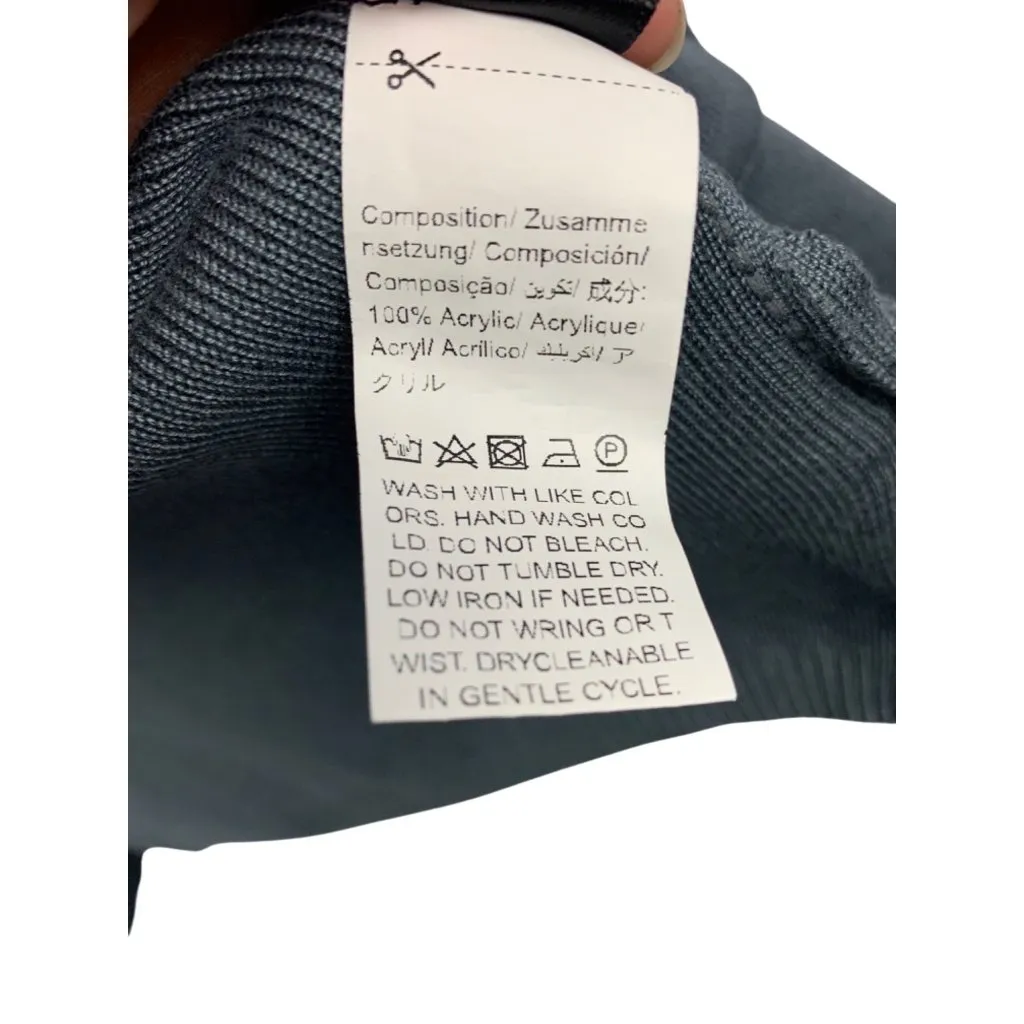 Composition/ Zusamme
nsetzung/ Composición/
Composição/ تكوين/ 成分:
100% Acrylic/ Acrylique/
Acryl/ Acrílico/ اكريليك/ ア
クリル
P
WASH WITH LIKE COL
ORS. HAND WASH CO
LD. DO NOT BLEACH.
DO NOT TUMBLE DRY.
LOW IRON IF NEEDED.
DO NOT WRING OR T
WIST. DRYCLEANABLE
IN GENTLE CYCLE.